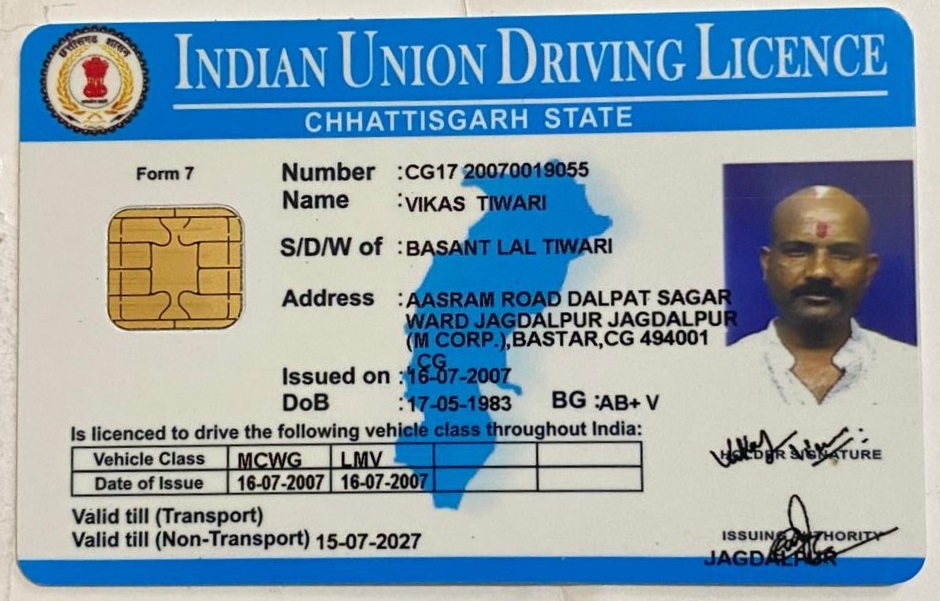 छत्तीसगढ़ शासन
INDIAN UNION DRIVING LICENCE
CHHATTISGARH STATE
Form 7
Number :CG17 20070019055
Name :VIKAS TIWARI
S/D/W of :BASANT LAL TIWARI
Address :AASRAM ROAD DALPAT SAGAR
WARD JAGDALPUR JAGDALPUR
(M CORP.),BASTAR,CG 494001
CG
Issued on :16-07-2007
DoB :17-05-1983 BG :AB+ V
Is licenced to drive the following vehicle class throughout India:
Vehicle Class MCWG LMV
Date of Issue 16-07-2007 16-07-2007
HOLDER SIGNATURE
Valid till (Transport)
Valid till (Non-Transport) 15-07-2027
ISSUING AUTHORITY
JAGDALPUR